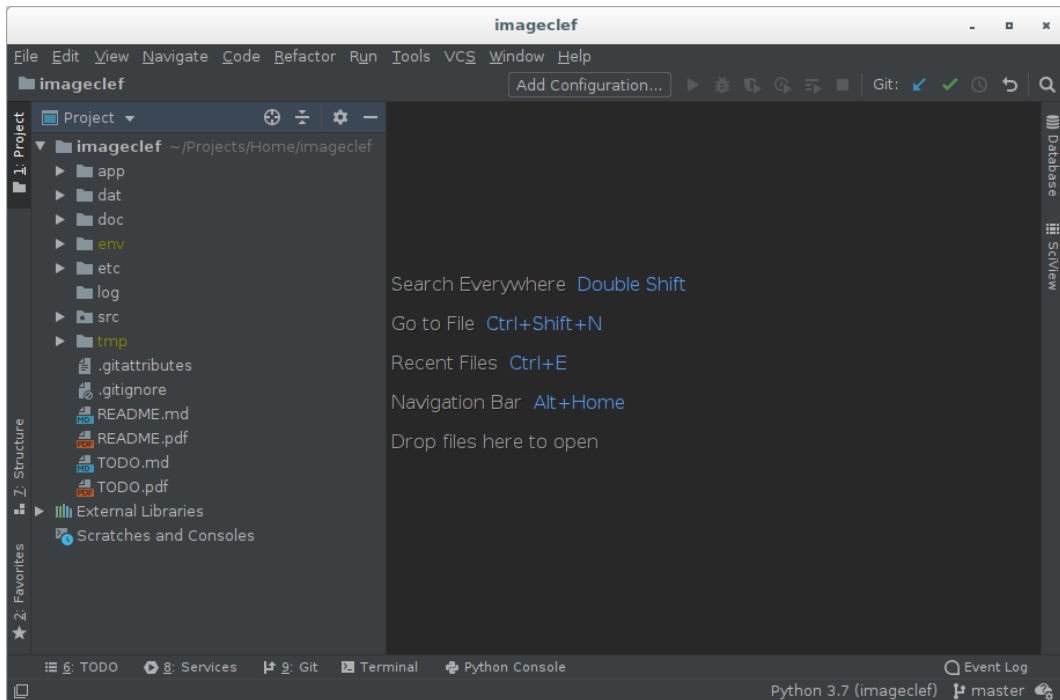 imageclef
File Edit View Navigate Code Refactor Run Tools VCS Window Help
imageclef
Add Configuration...
Git:
1: Project
Project
imageclef ~/Projects/Home/imageclef
app
dat
doc
env
etc
log
src
tmp
.gitattributes
.gitignore
MD README.md
PDF README.pdf
MD TODO.md
PDF TODO.pdf
External Libraries
Scratches and Consoles
7: Structure
2: Favorites
Search Everywhere Double Shift
Go to File Ctrl+Shift+N
Recent Files Ctrl+E
Navigation Bar Alt+Home
Drop files here to open
Database
SciView
6: TODO 8: Services 9: Git Terminal Python Console Event Log
Python 3.7 (imageclef) master